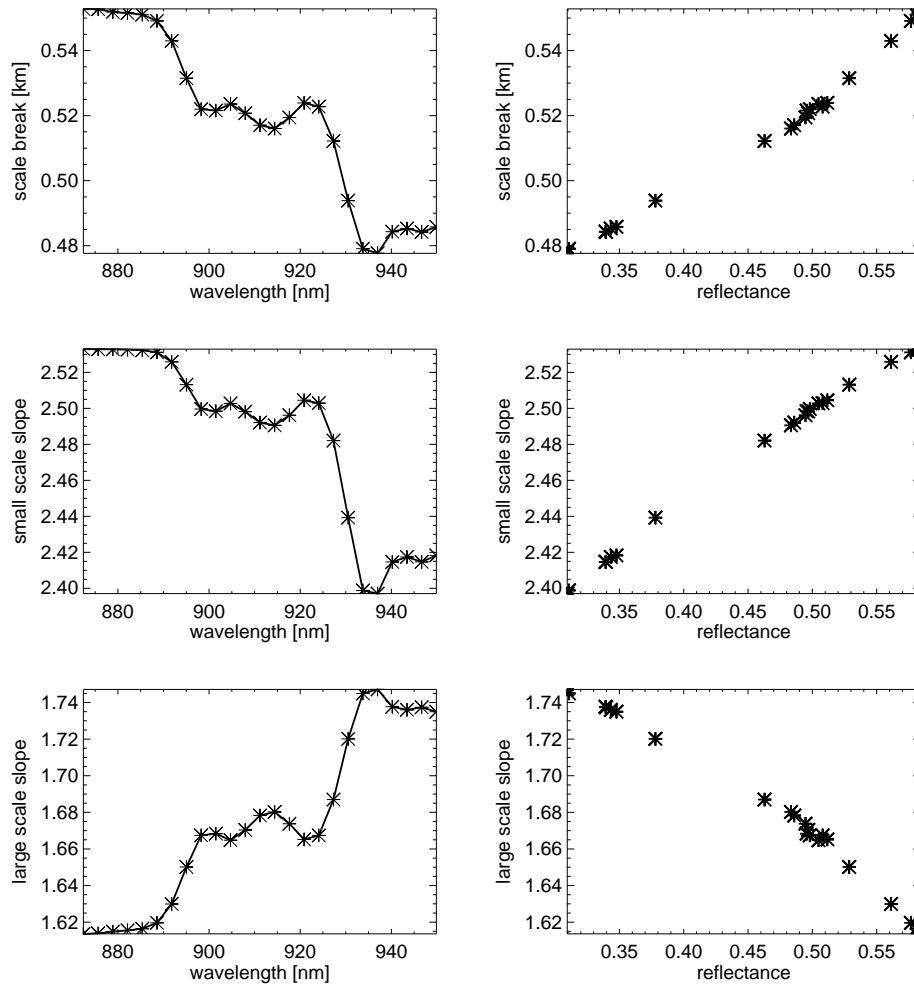 scale break [km]
0.54
0.52
0.50
0.48
880 900 920 940
wavelength [nm]
0.35 0.40 0.45 0.50 0.55
reflectance
scale break [km]
0.54
0.52
0.50
0.48
small scale slope
2.52
2.50
2.48
2.46
2.44
2.42
2.40
880 900 920 940
wavelength [nm]
small scale slope
2.52
2.50
2.48
2.46
2.44
2.42
2.40
0.35 0.40 0.45 0.50 0.55
reflectance
large scale slope
1.74
1.72
1.70
1.68
1.66
1.64
1.62
880 900 920 940
wavelength [nm]
large scale slope
1.74
1.72
1.70
1.68
1.66
1.64
1.62
0.35 0.40 0.45 0.50 0.55
reflectance